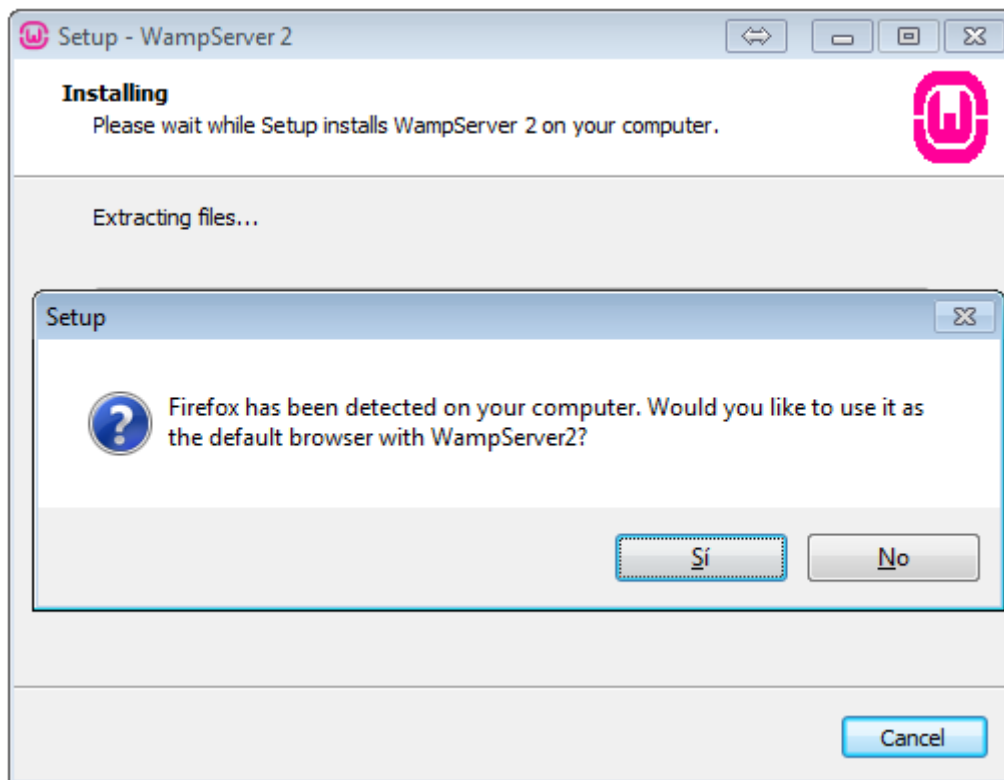 Setup - WampServer 2
Installing
Please wait while Setup installs WampServer 2 on your computer.
Extracting files...
Setup
Firefox has been detected on your computer. Would you like to use it as
the default browser with WampServer2?
Sí No
Cancel